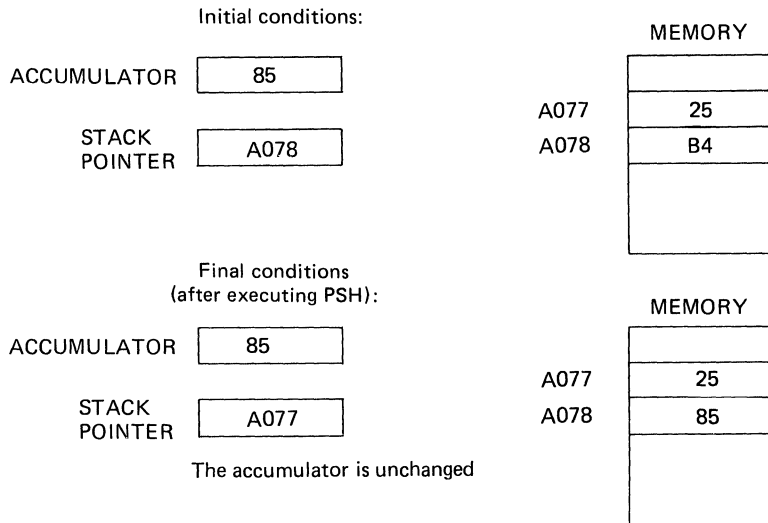 Initial conditions:
MEMORY
ACCUMULATOR 85
A077 25
STACK
POINTER A078
A078 B4
Final conditions
(after executing PSH):
MEMORY
ACCUMULATOR 85
A077 25
STACK
POINTER A077
A078 85
The accumulator is unchanged